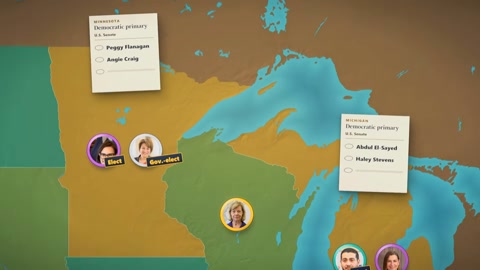 MINNESOTA
Democratic primary
U.S. Senate
Peggy Flanagan
Angie Craig
Elect
Gov.-elect
MICHIGAN
Democratic primary
U.S. Senate
Abdul El-Sayed
Haley Stevens